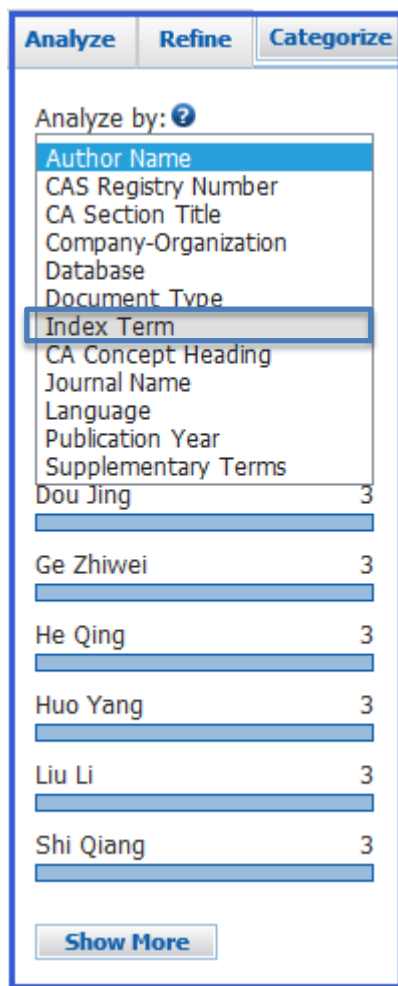 Analyze Refine Categorize
Analyze by: ?
Author Name
CAS Registry Number
CA Section Title
Company-Organization
Database
Document Type
Index Term
CA Concept Heading
Journal Name
Language
Publication Year
Supplementary Terms
Dou Jing 3
Ge Zhiwei 3
He Qing 3
Huo Yang 3
Liu Li 3
Shi Qiang 3
Show More